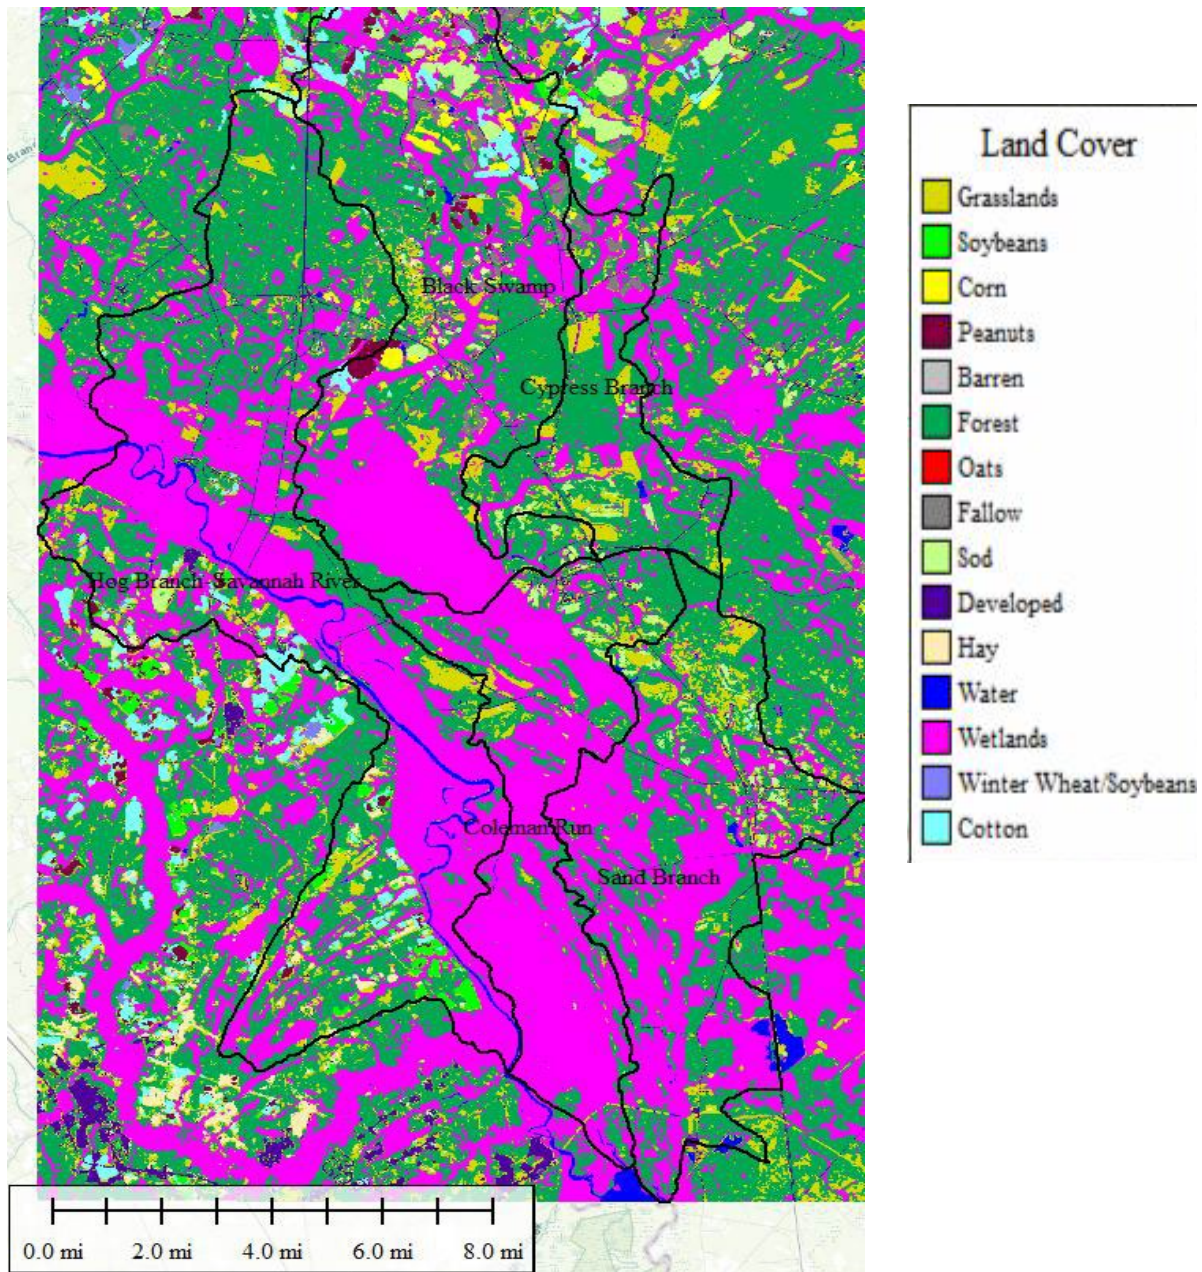 Bran
Black Swamp
Cypress Branch
Hog Branch-Savannah River
Coleman Run
Sand Branch
0.0 mi 2.0 mi 4.0 mi 6.0 mi 8.0 mi
Land Cover
Grasslands
Soybeans
Corn
Peanuts
Barren
Forest
Oats
Fallow
Sod
Developed
Hay
Water
Wetlands
Winter Wheat/Soybeans
Cotton